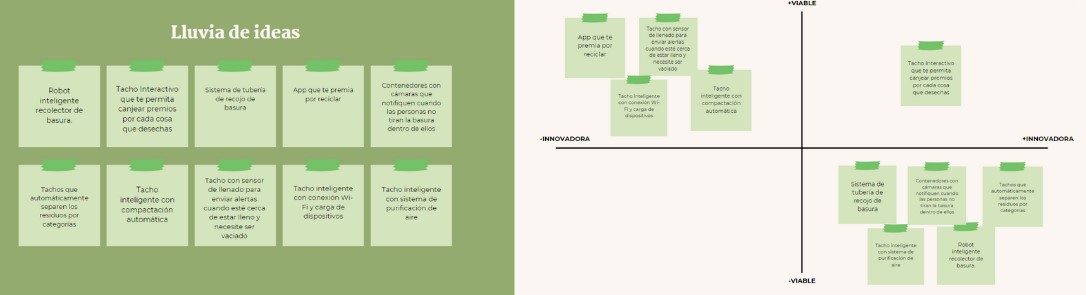 Lluvia de ideas
Robot
inteligente
recolector de
basura.
Tacho Interactivo
que te permita
canjear premios
por cada cosa
que desechas
Sistema de tubería
de recojo de
basura
App que te premia
por reciclar
Contenedores con
cámaras que
notifiquen cuando
las personas no
tiran la basura
dentro de ellos
Tachos que
automáticamente
separen los
residuos por
categorías
Tacho
inteligente con
compactación
automática
Tacho con sensor
de llenado para
enviar alertas
cuando esté cerca
de estar lleno y
necesite ser
vaciado
Tacho inteligente
con conexión Wi-
Fi y carga de
dispositivos
Tacho inteligente
con sistema de
purificación de
aire
+VIABLE
App que te
premia por
reciclar
Tacho con sensor
de llenado para
enviar alertas
cuando esté cerca
de estar lleno y
necesite ser
vaciado
Tacho inteligente
con conexión Wi-
Fi y carga de
dispositivos
Tacho
inteligente con
compactación
automática
Tacho Interactivo
que te permita
canjear premios
por cada cosa
que desechas
-INNOVADORA
+INNOVADORA
Sistema de
tubería de
recojo de
basura
Contenedores con
cámaras que
notifiquen cuando
las personas no
tiran la basura
dentro de ellos
Tachos que
automáticamente
separen los
residuos por
categorías
Tacho inteligente
con sistema de
purificación de
aire
Robot
inteligente
recolector de
basura.
-VIABLE